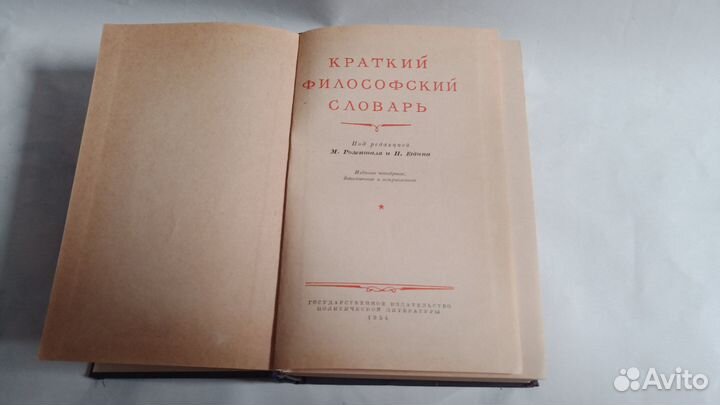 КРАТКИЙ
ФИЛОСОФСКИЙ
СЛОВАРЬ
Под редакцией
М. Розенталя и П. Юдина
Издание четвертое,
дополненное и исправленное
ГОСУДАРСТВЕННОЕ ИЗДАТЕЛЬСТВО
ПОЛИТИЧЕСКОЙ ЛИТЕРАТУРЫ
1954
Avito